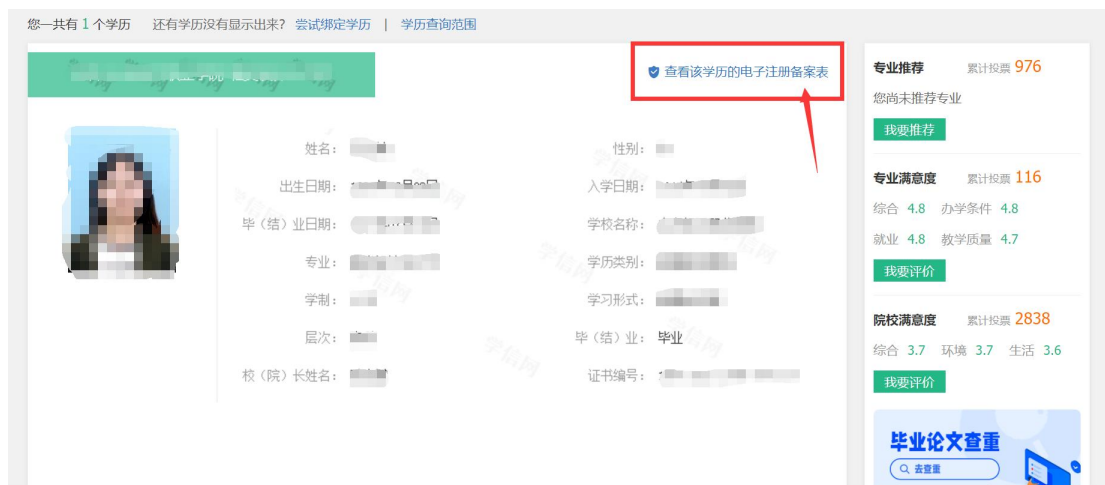 您一共有 1 个学历 还有学历没有显示出来? 尝试绑定学历 | 学历查询范围
查看该学历的电子注册备案表
姓名:
性别:
出生日期:
入学日期:
毕(结)业日期:
学校名称:
专业:
学历类别:
学制:
学习形式:
层次:
毕(结)业: 毕业
校(院)长姓名:
证书编号:
学信网
专业推荐 累计投票 976
您尚未推荐专业
我要推荐
专业满意度 累计投票 116
综合 4.8 办学条件 4.8
就业 4.8 教学质量 4.7
我要评价
院校满意度 累计投票 2838
综合 3.7 环境 3.7 生活 3.6
我要评价
毕业论文查重
去查重